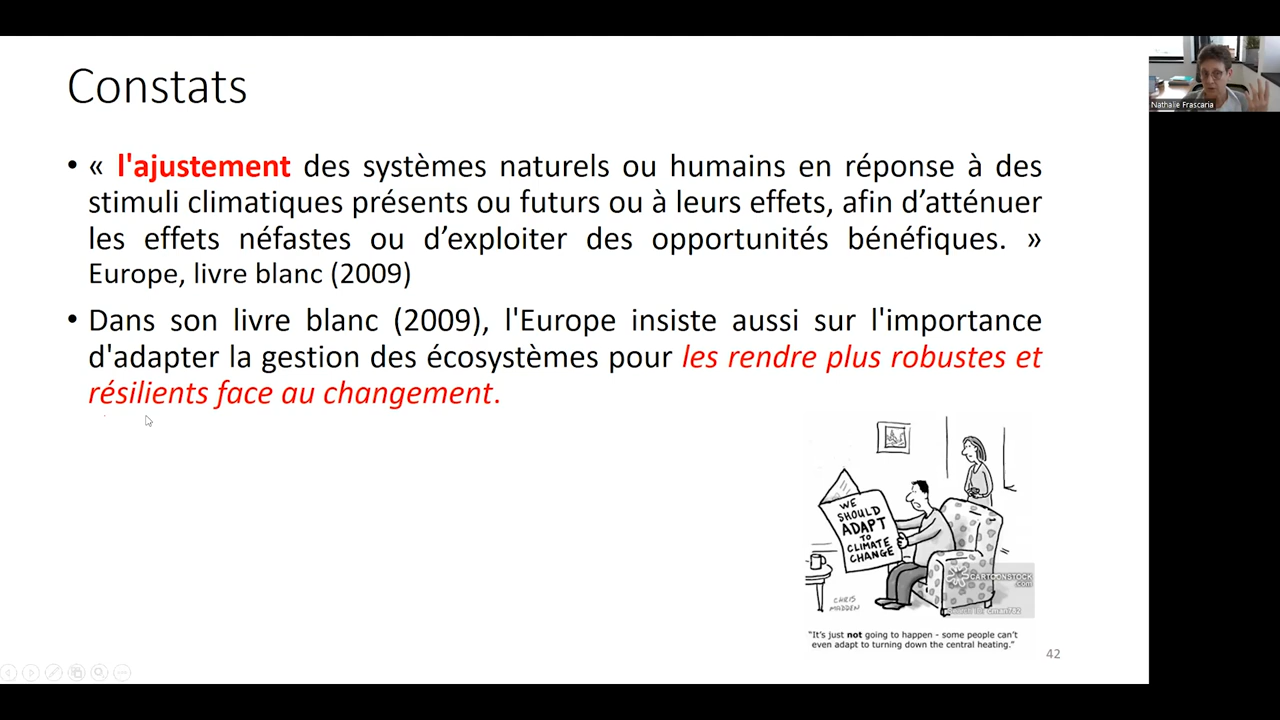 Constats
Nathalie Frascaria
• « l'ajustement des systèmes naturels ou humains en réponse à des
stimuli climatiques présents ou futurs ou à leurs effets, afin d’atténuer
les effets néfastes ou d’exploiter des opportunités bénéfiques. »
Europe, livre blanc (2009)
• Dans son livre blanc (2009), l'Europe insiste aussi sur l'importance
d'adapter la gestion des écosystèmes pour les rendre plus robustes et
résilients face au changement.
WE
SHOULD
ADAPT
TO
CLIMATE
CHANGE
CHRIS
MADDEN
CARTOONSTOCK
.com
"It's just not going to happen - some people can't
even adapt to turning down the central heating."
42